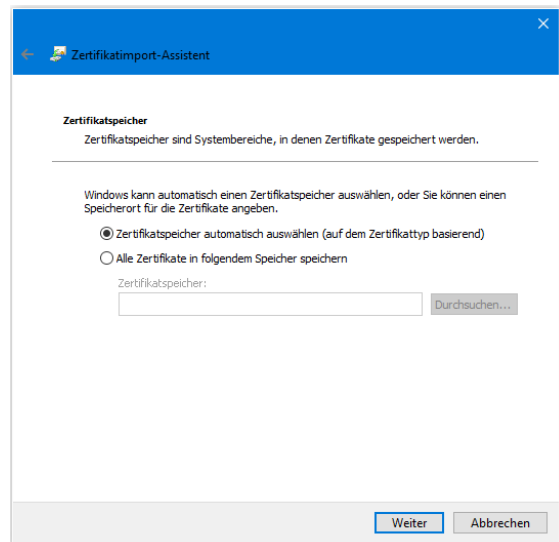 Zertifikatimport-Assistent
Zertifikatspeicher
Zertifikatspeicher sind Systembereiche, in denen Zertifikate gespeichert werden.
Windows kann automatisch einen Zertifikatspeicher auswählen, oder Sie können einen
Speicherort für die Zertifikate angeben.
Zertifikatspeicher automatisch auswählen (auf dem Zertifikattyp basierend)
Alle Zertifikate in folgendem Speicher speichern
Zertifikatspeicher:
Durchsuchen...
Weiter
Abbrechen